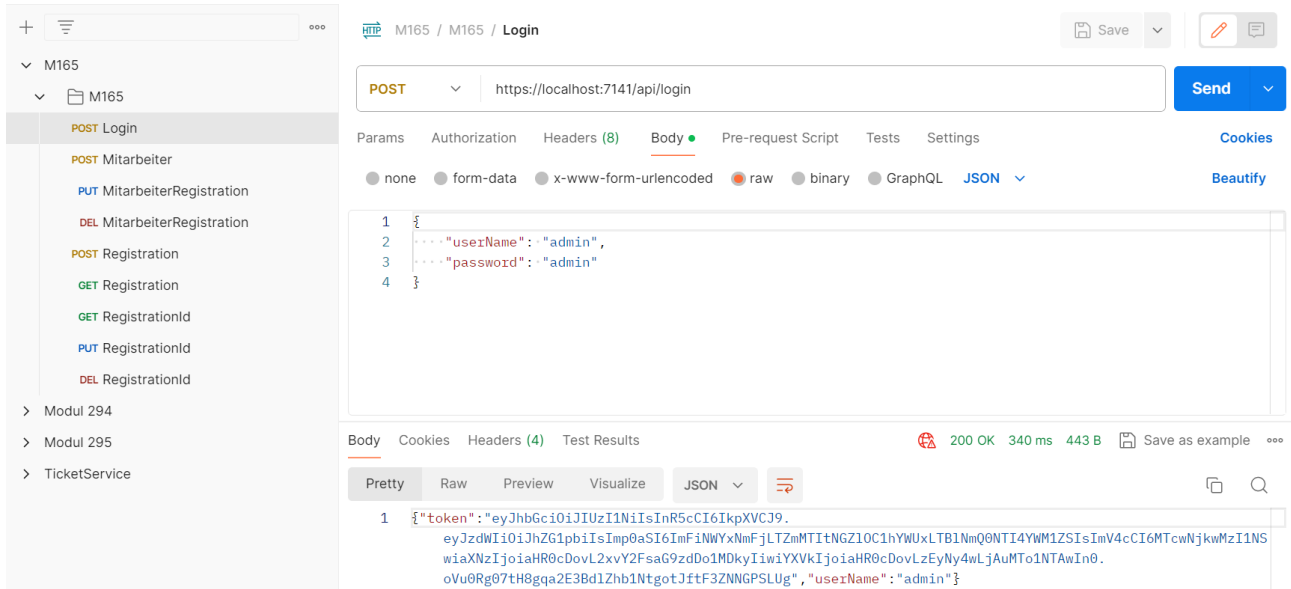 M165 / M165 / Login
Save
M165
M165
POST
https://localhost:7141/api/login
Send
POST Login
Params Authorization Headers (8) Body Pre-request Script Tests Settings Cookies
POST Mitarbeiter
none form-data x-www-form-urlencoded raw binary GraphQL JSON Beautify
PUT MitarbeiterRegistration
DEL MitarbeiterRegistration
POST Registration
GET Registration
GET RegistrationId
PUT RegistrationId
DEL RegistrationId
Modul 294
Modul 295
TicketService
1 {
2 "userName": "admin",
3 "password": "admin"
4 }
Body Cookies Headers (4) Test Results 200 OK 340 ms 443 B Save as example
Pretty Raw Preview Visualize JSON
1 {"token":"eyJhbGciOiJIUzI1NiIsInR5cCI6IkpXVCJ9.
eyJzdWIiOiJhZG1pbiIsImp0aSI6ImFiNWYxNmFjLTZmMTItNGZlOC1hYWUxLTBlNmQ0NTI4YWM1ZSIsImV4cCI6MTcwNjkwMzI1NS
wiaXNzIjoiaHR0cDovL2xvY2FsaG9zdDo1MDkyIiwiYXVkIjoiaHR0cDovLzEyNy4wLjAuMTo1NTAwIn0.
oVu0Rg07tH8gqa2E3BdlZhb1NtgotJftF3ZNNGPSLUg","userName":"admin"}